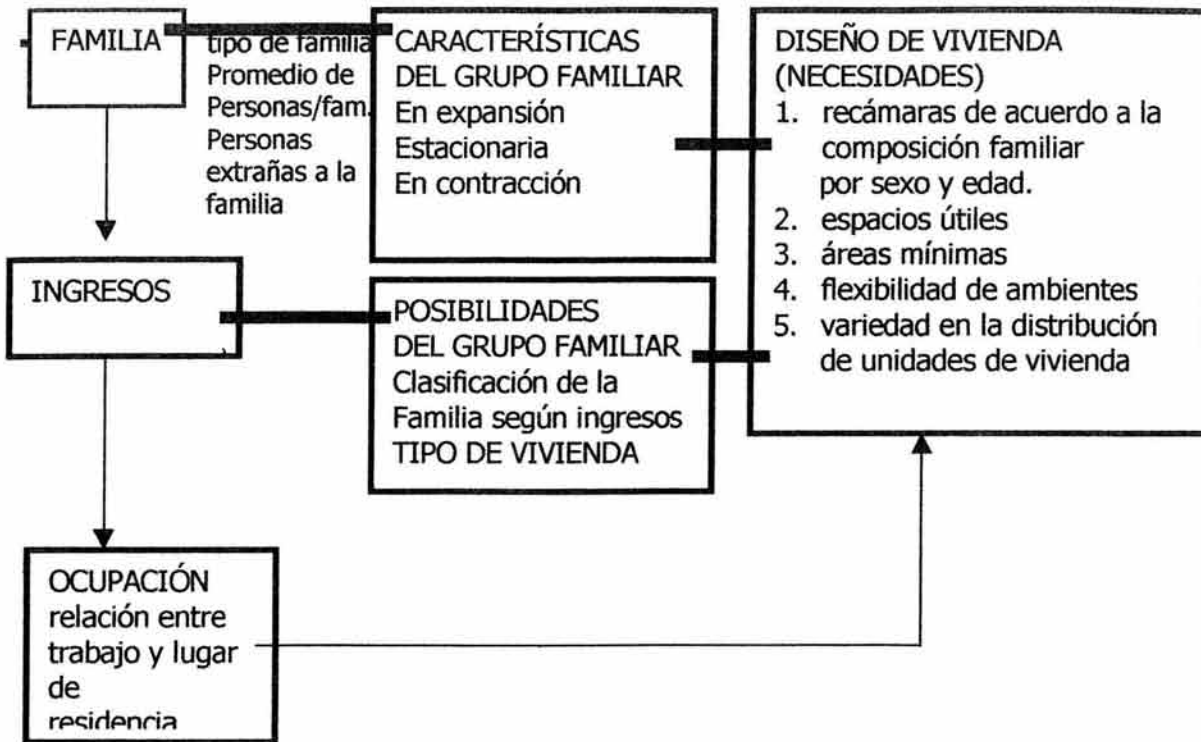 FAMILIA
tipo de familia
Promedio de
Personas/fam.
Personas
extrañas a la
familia
CARACTERÍSTICAS
DEL GRUPO FAMILIAR
En expansión
Estacionaria
En contracción
DISEÑO DE VIVIENDA
(NECESIDADES)
1. recámaras de acuerdo a la
composición familiar
por sexo y edad.
2. espacios útiles
3. áreas mínimas
4. flexibilidad de ambientes
5. variedad en la distribución
de unidades de vivienda
INGRESOS
POSIBILIDADES
DEL GRUPO FAMILIAR
Clasificación de la
Familia según ingresos
TIPO DE VIVIENDA
OCUPACIÓN
relación entre
trabajo y lugar
de
residencia